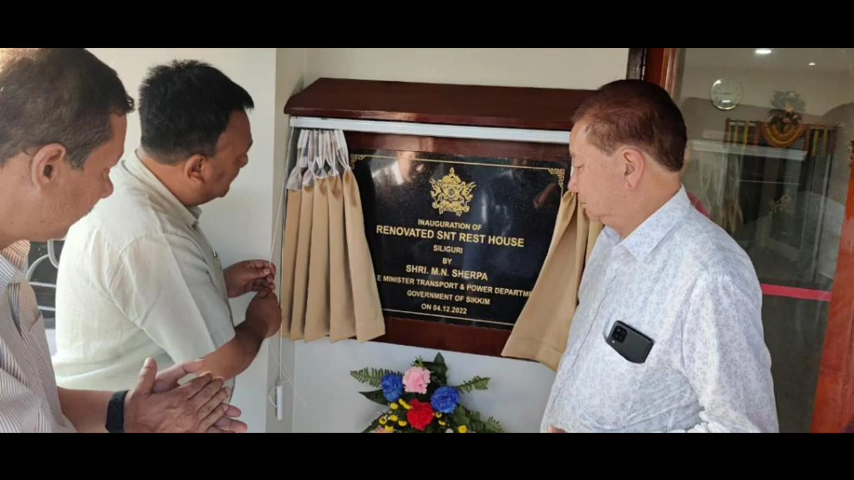 INAUGURATION OF
RENOVATED SNT REST HOUSE
SILIGURI
BY
SHRI. M.N. SHERPA
MINISTER TRANSPORT & POWER
GOVERNMENT OF SIKKIM
ON 04.12.2022